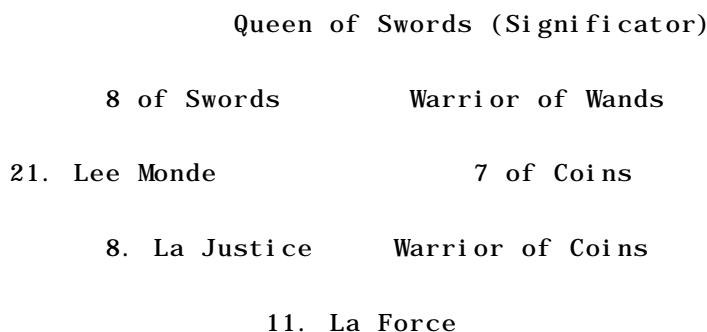 Queen of Swords (Significator)
8 of Swords Warrior of Wands
21. Lee Monde 7 of Coins
8. La Justice Warrior of Coins
11. La Force